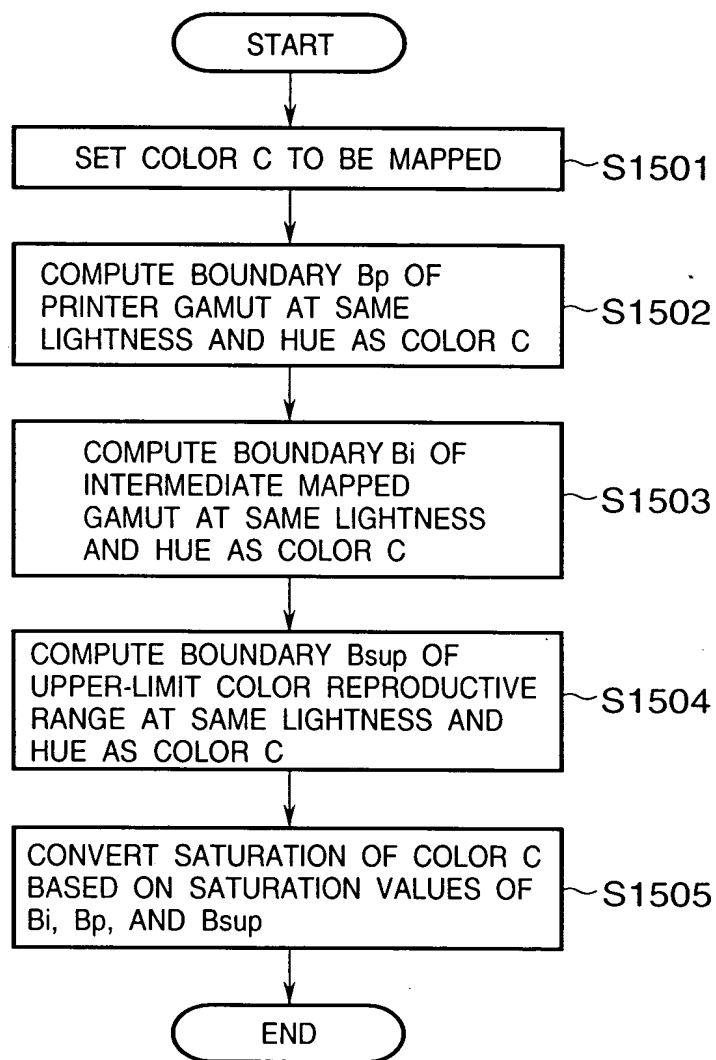 START
SET COLOR C TO BE MAPPED
~S1501
COMPUTE BOUNDARY Bp OF
PRINTER GAMUT AT SAME
LIGHTNESS AND HUE AS COLOR C
~S1502
COMPUTE BOUNDARY Bi OF
INTERMEDIATE MAPPED
GAMUT AT SAME LIGHTNESS
AND HUE AS COLOR C
~S1503
COMPUTE BOUNDARY Bsup OF
UPPER-LIMIT COLOR REPRODUCTIVE
RANGE AT SAME LIGHTNESS AND
HUE AS COLOR C
~S1504
CONVERT SATURATION OF COLOR C
BASED ON SATURATION VALUES OF
Bi, Bp, AND Bsup
~S1505
END